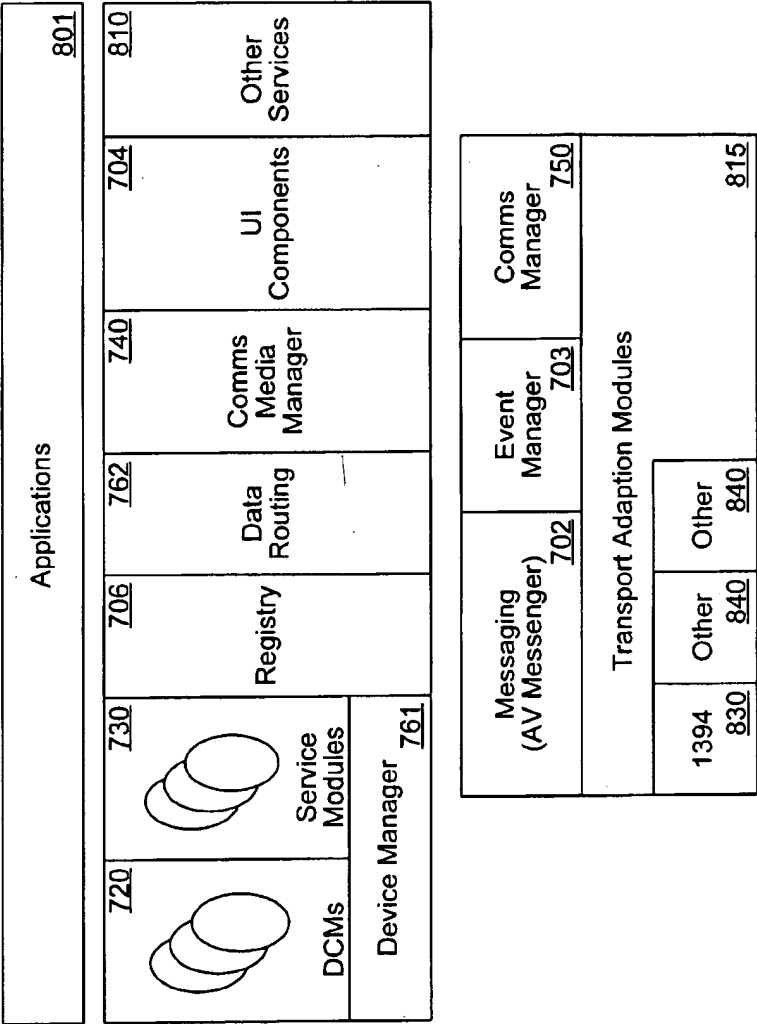 Applications
801
720
DCMs
730
Service
Modules
Device Manager
761
706
Registry
762
Data
Routing
740
Comms
Media
Manager
704
UI
Components
810
Other
Services
Messaging
(AV Messenger)
702
Event
Manager
703
Comms
Manager
750
Transport Adaption Modules
815
1394
830
Other
840
Other
840